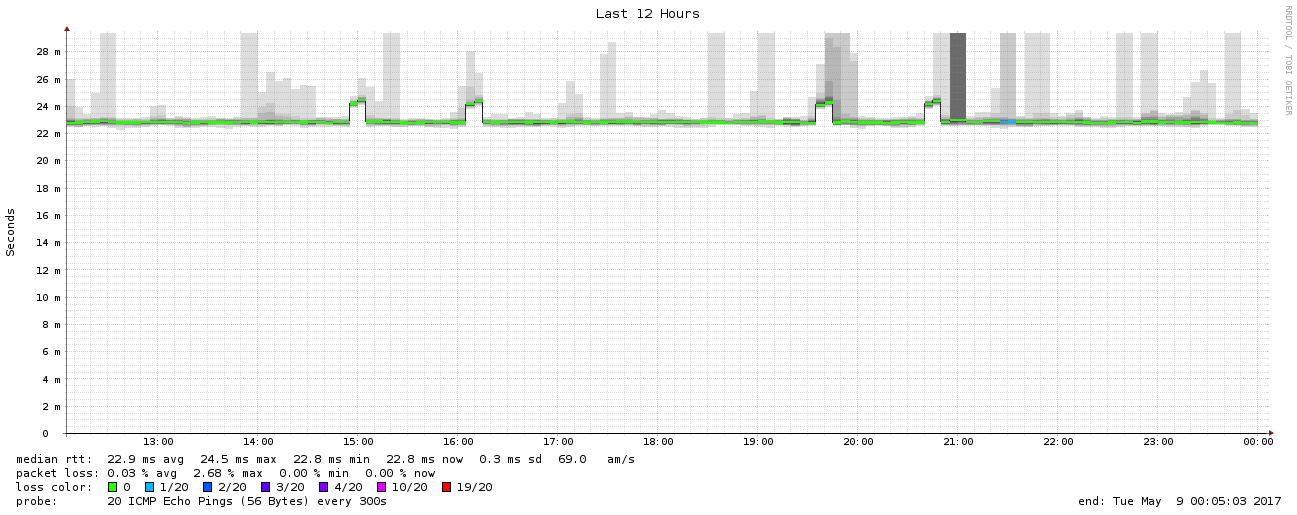 Last 12 Hours
RRDTOOL / TOBI OETIKER
Seconds
28 m
26 m
24 m
22 m
20 m
18 m
16 m
14 m
12 m
10 m
8 m
6 m
4 m
2 m
0
13:00 14:00 15:00 16:00 17:00 18:00 19:00 20:00 21:00 22:00 23:00 00:00
median rtt: 22.9 ms avg 24.5 ms max 22.8 ms min 22.8 ms now 0.3 ms sd 69.0 am/s
packet loss: 0.03 % avg 2.68 % max 0.00 % min 0.00 % now
loss color: 0 1/20 2/20 3/20 4/20 10/20 19/20
probe: 20 ICMP Echo Pings (56 Bytes) every 300s end: Tue May 9 00:05:03 2017